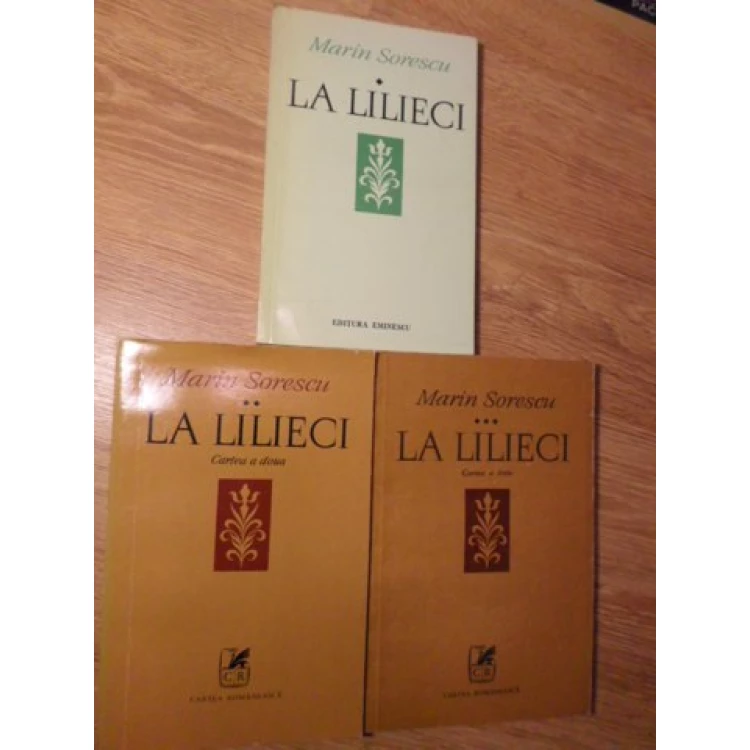 Marin Sorescu
LA LILIECI
EDITURA EMINESCU
Marin Sorescu
LA LILIECI
Cartea a doua
C R
CARTEA ROMÂNEASCĂ
Marin Sorescu
LA LILIECI
Cartea a
C R
CARTEA ROMÂNEASCĂ